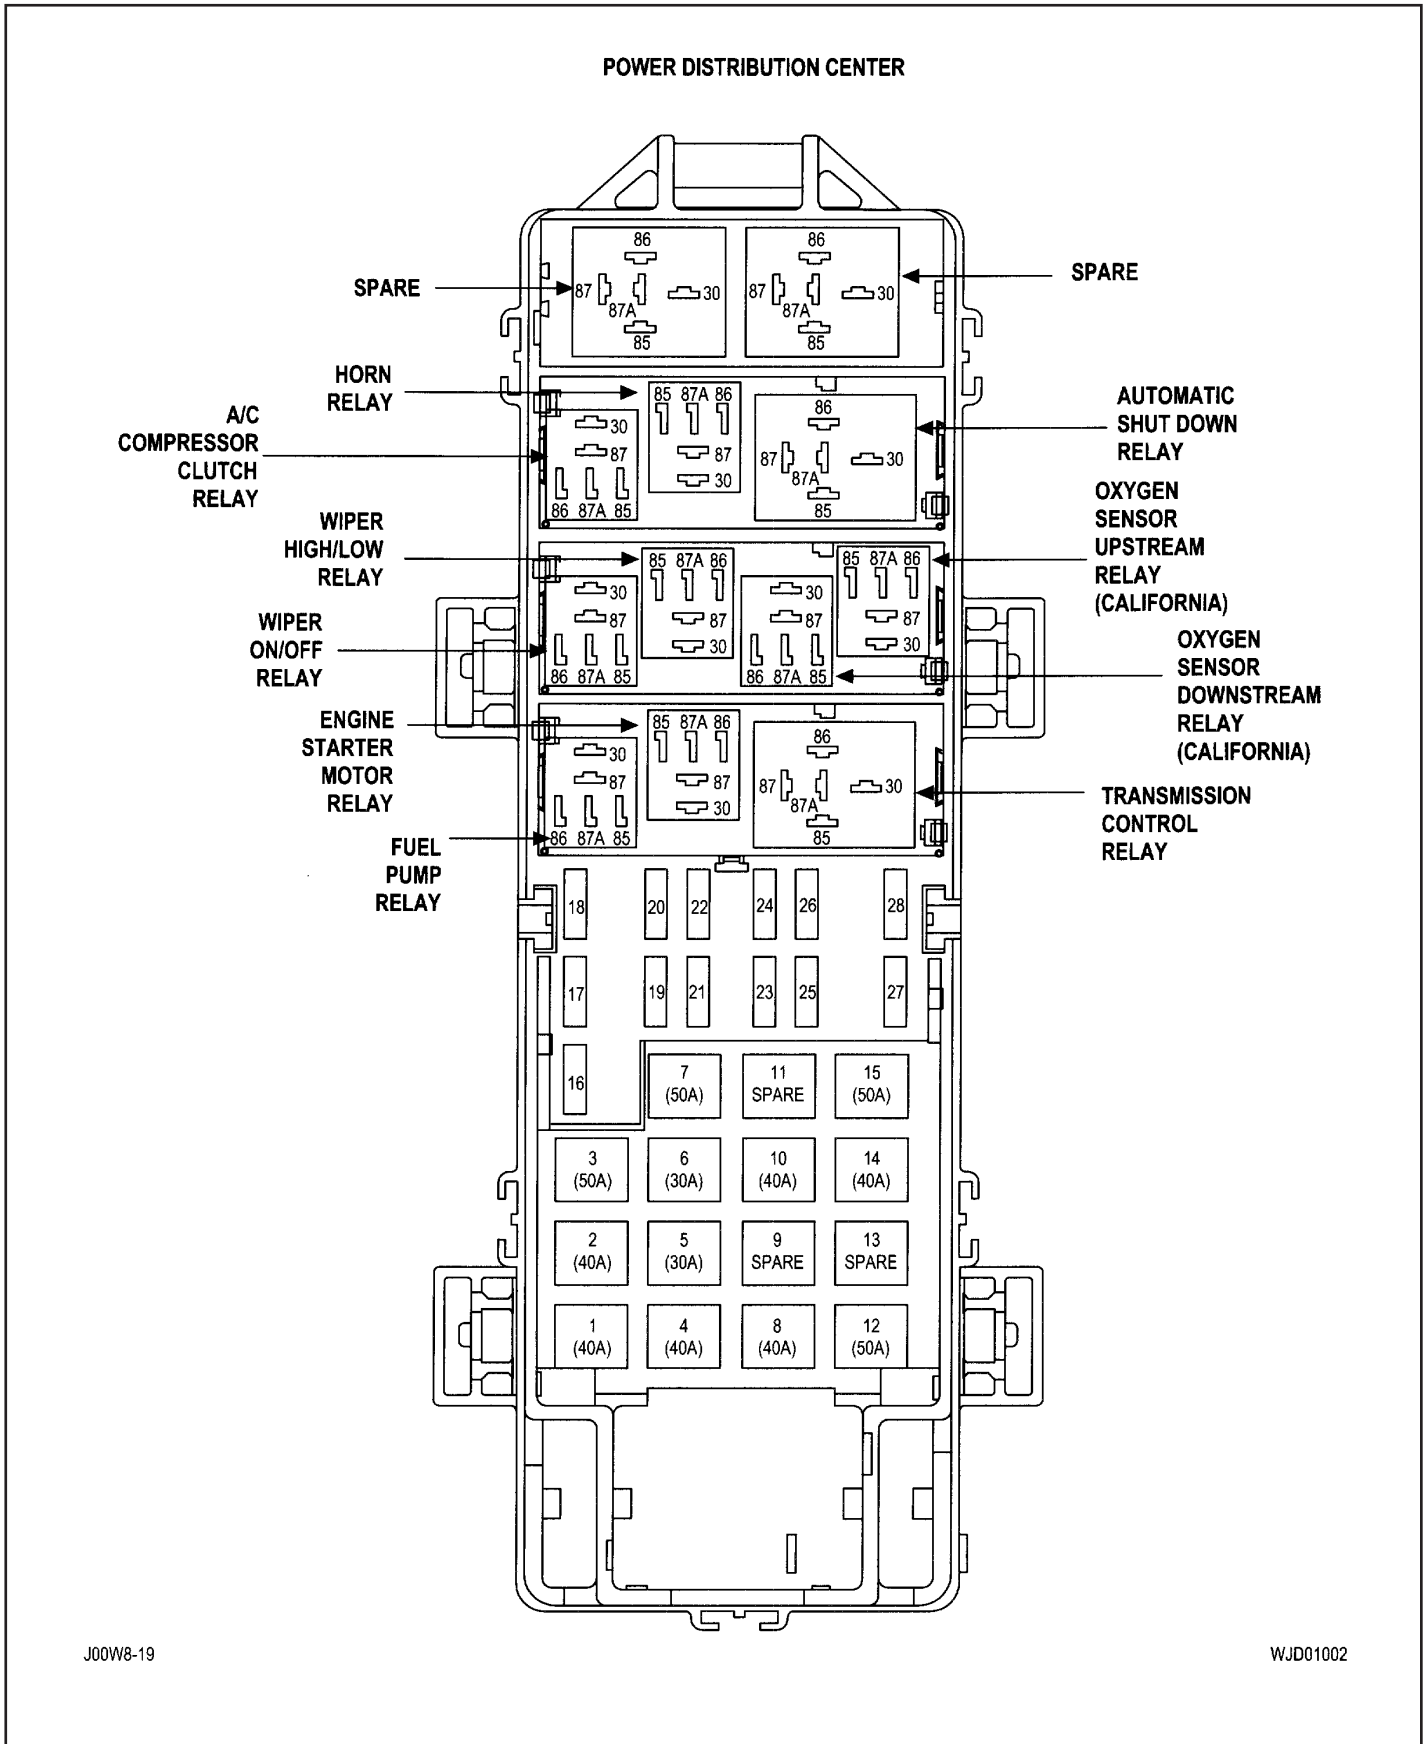 POWER DISTRIBUTION CENTER
86 86
SPARE 87 30 87 30 SPARE
87A 87A
85 85
HORN
RELAY
85 87A 86
87
30
A/C
COMPRESSOR
CLUTCH
RELAY
30
87
86 87A 85
AUTOMATIC
SHUT DOWN
RELAY
86
87 30
87A
85
WIPER
HIGH/LOW
RELAY
85 87A 86
87
30
OXYGEN
SENSOR
UPSTREAM
RELAY
(CALIFORNIA)
85 87A 86
87
30
WIPER
ON/OFF
RELAY
30
87
86 87A 85
OXYGEN
SENSOR
DOWNSTREAM
RELAY
(CALIFORNIA)
30
87
86 87A 85
ENGINE
STARTER
MOTOR
RELAY
85 87A 86
87
30
FUEL
PUMP
RELAY
30
87
86 87A 85
TRANSMISSION
CONTROL
RELAY
86
87 30
87A
85
18 20 22 24 26 28
17 19 21 23 25 27
16
7 11 15
(50A) SPARE (50A)
3 6 10 14
(50A) (30A) (40A) (40A)
2 5 9 13
(40A) (30A) SPARE SPARE
1 4 8 12
(40A) (40A) (40A) (50A)
J00W8-19 WJD01002